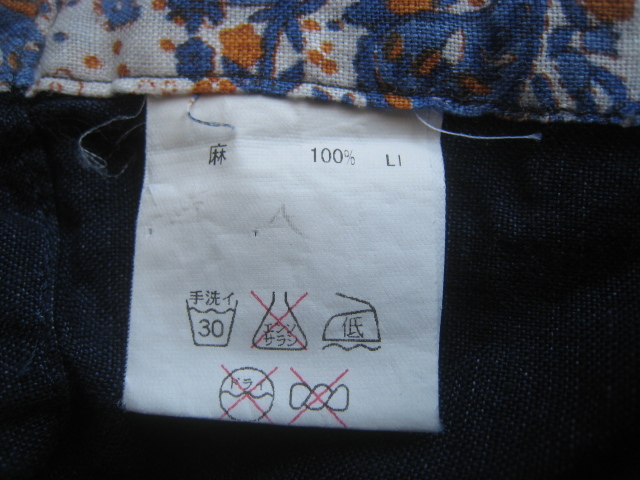 麻 100% LI
手洗イ
30
エンソ
サラシ
低
ドライ